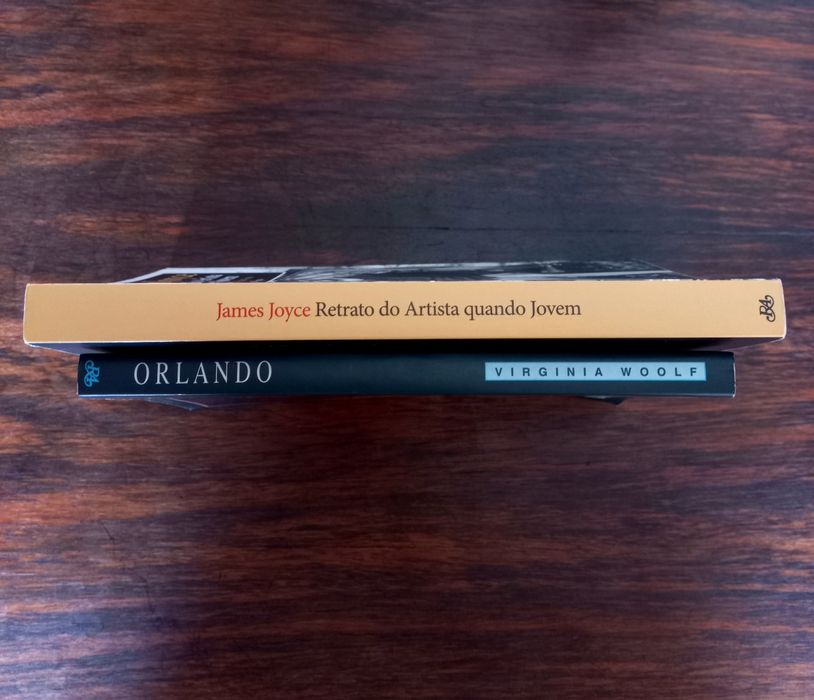 James Joyce Retrato do Artista quando Jovem
ORLANDO VIRGINIA WOOLF